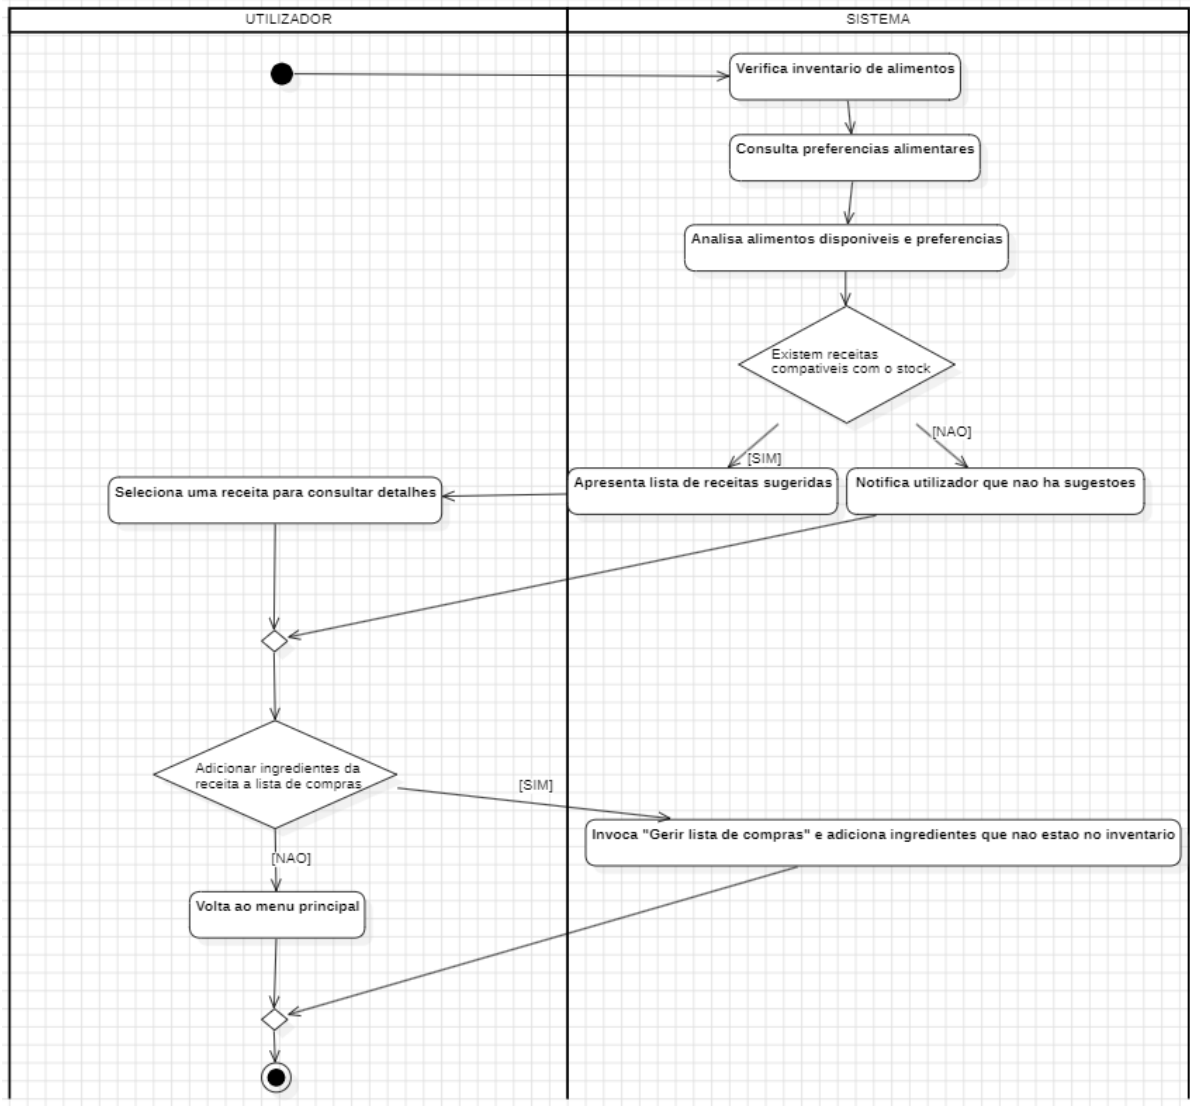 UTILIZADOR
SISTEMA
Verifica inventario de alimentos
Consulta preferencias alimentares
Analisa alimentos disponiveis e preferencias
Existem receitas
compativeis com o stock
[SIM]
[NAO]
Apresenta lista de receitas sugeridas
Notifica utilizador que nao ha sugestoes
Seleciona uma receita para consultar detalhes
Adicionar ingredientes da
receita a lista de compras
[SIM]
Invoca "Gerir lista de compras" e adiciona ingredientes que nao estao no inventario
[NAO]
Volta ao menu principal